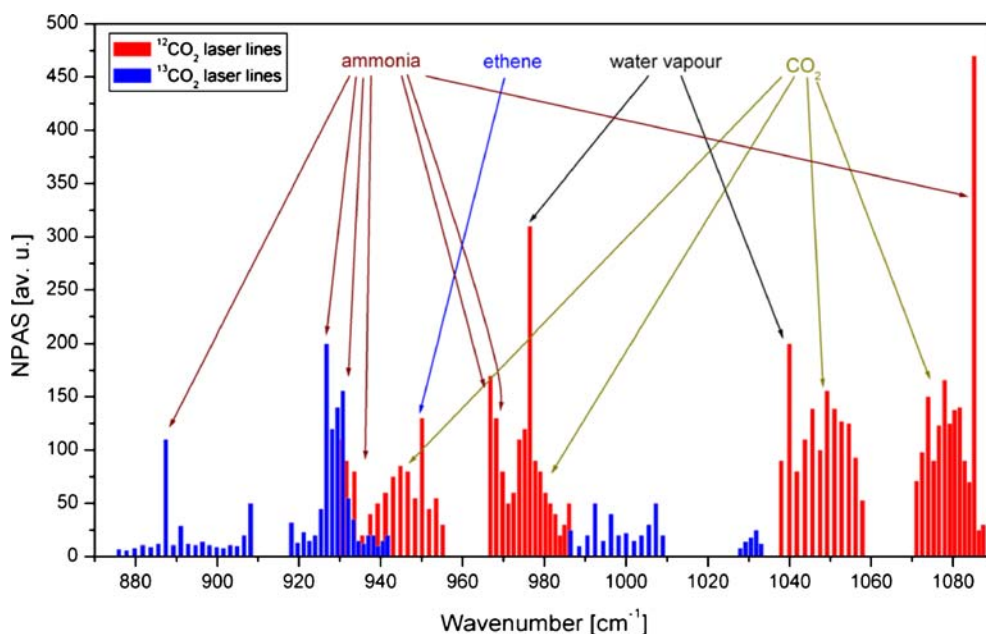 500
450
400
350
300
250
200
150
100
50
0
NPAS [av. u.]
¹²CO₂ laser lines
¹³CO₂ laser lines
ammonia
ethene
water vapour
CO₂
880 900 920 940 960 980 1000 1020 1040 1060 1080
Wavenumber [cm⁻¹]